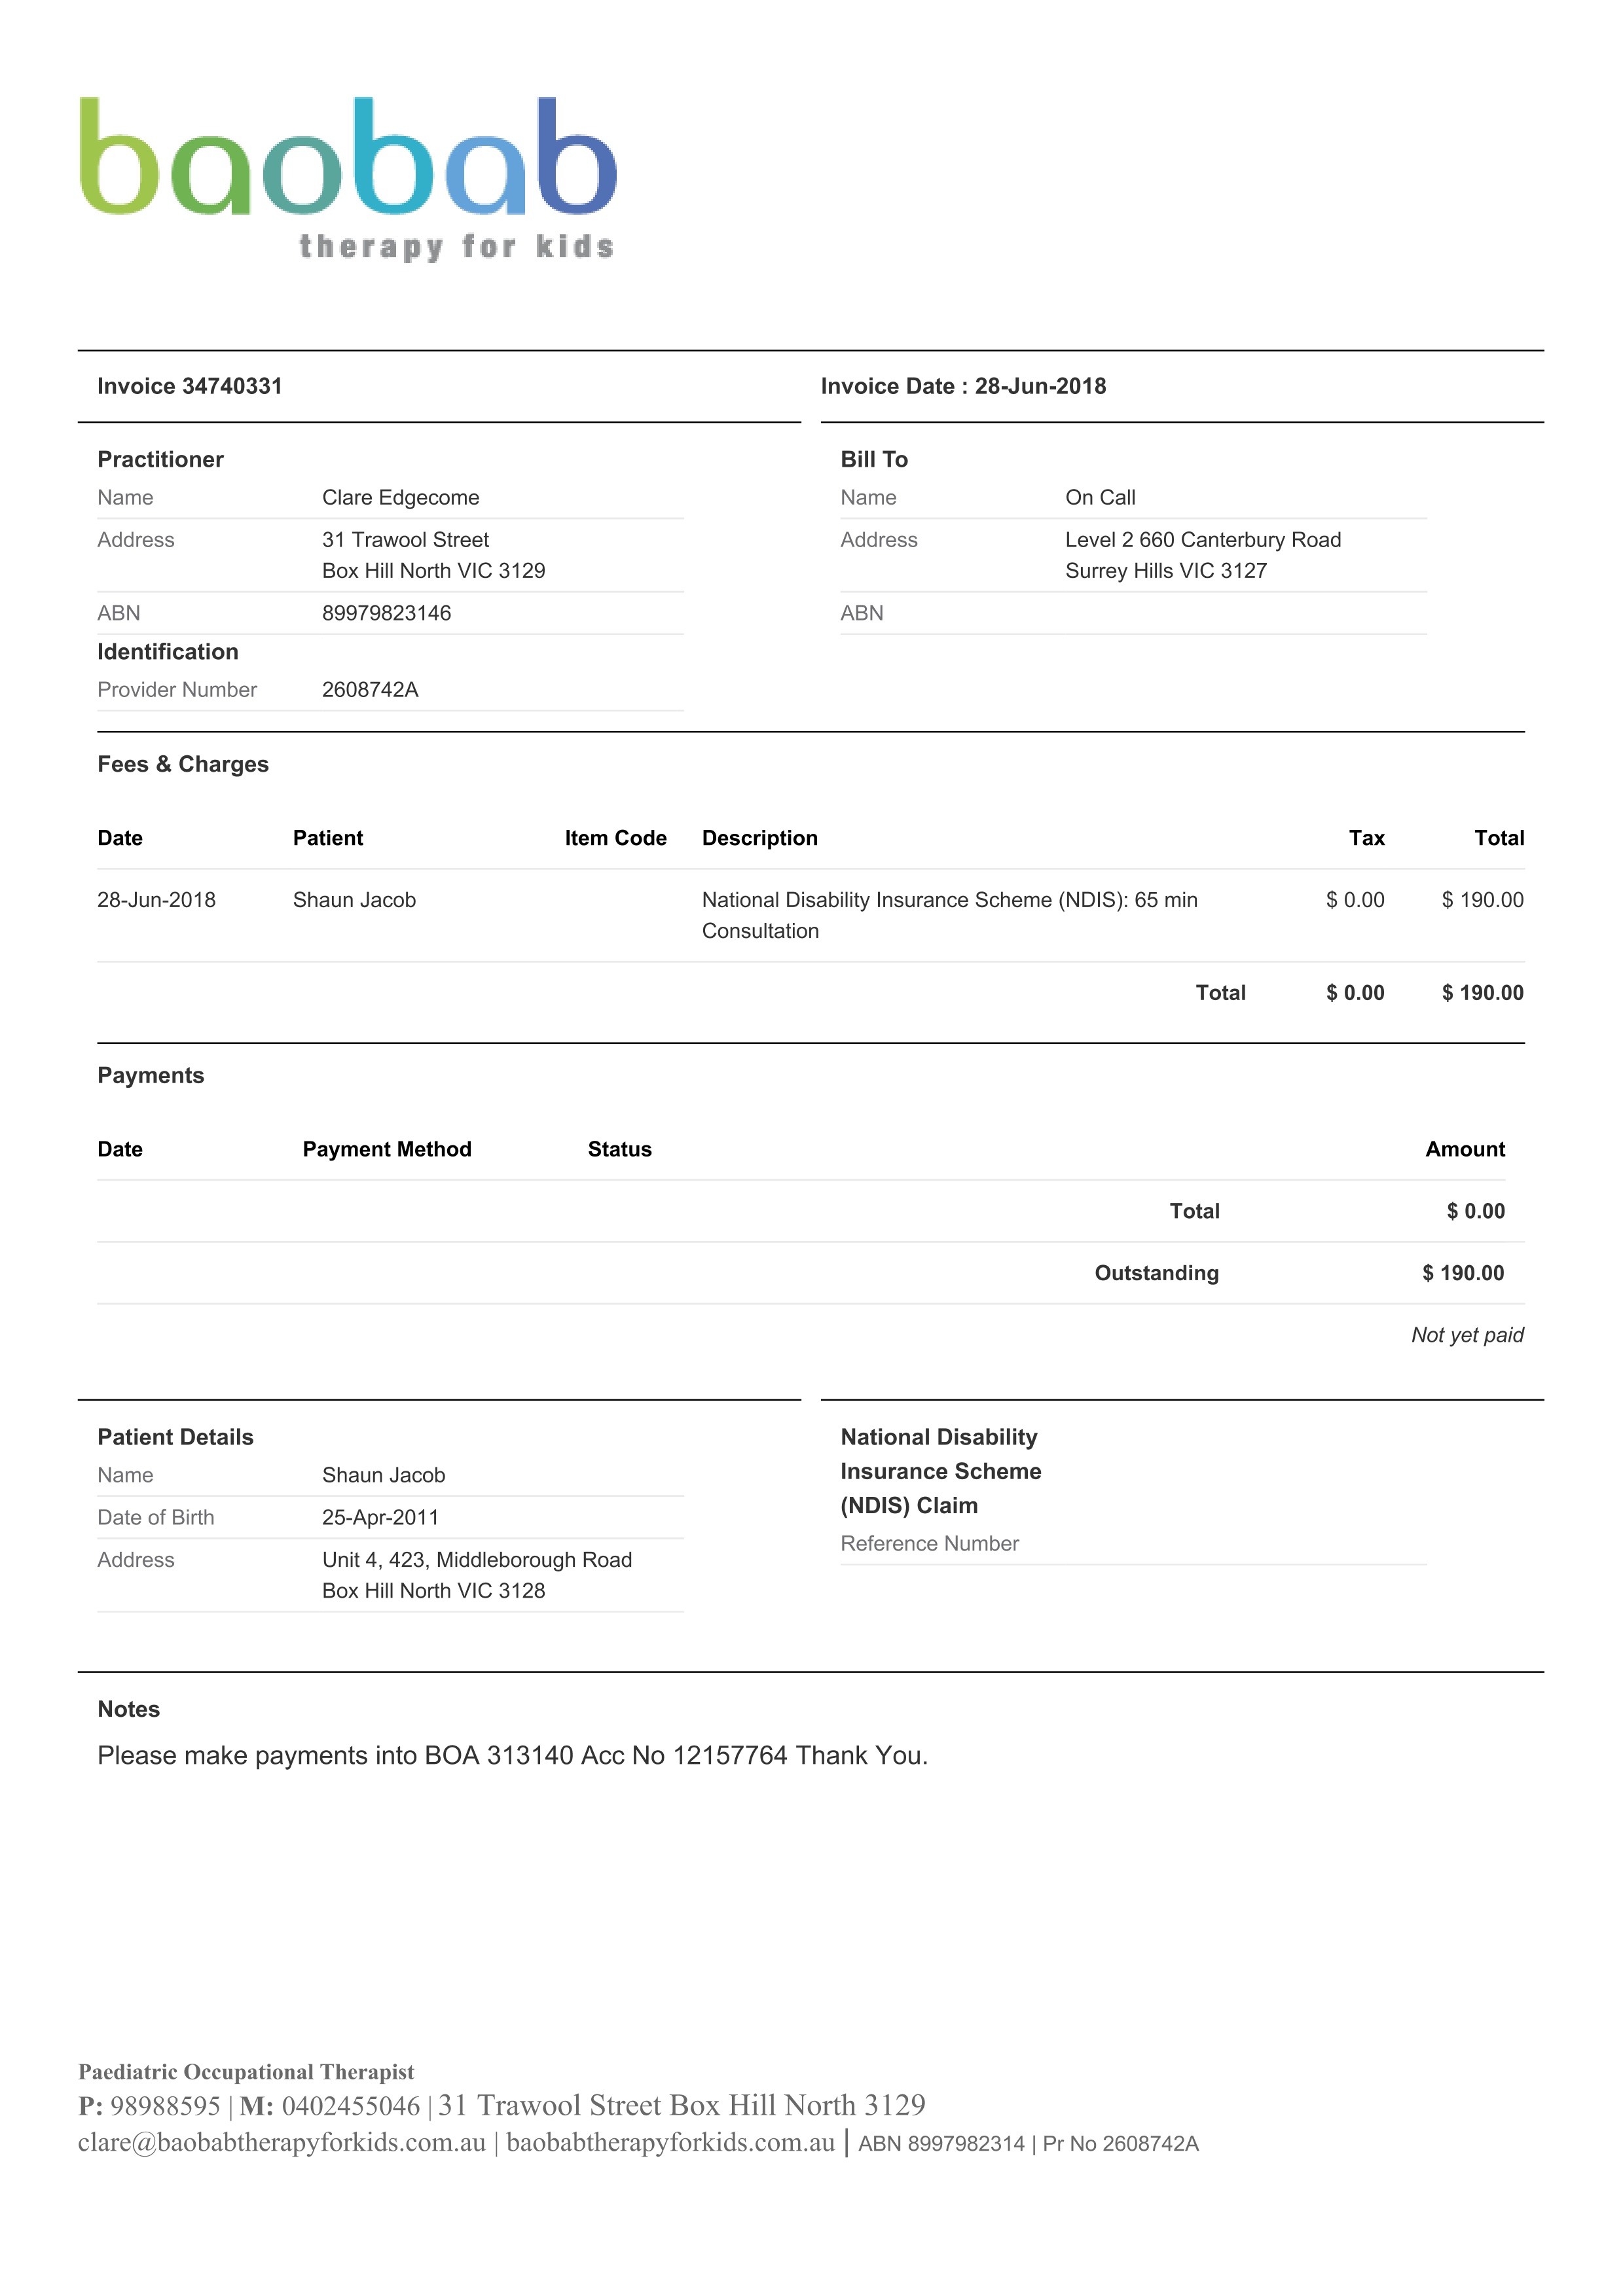 baobab
therapy for kids
Invoice 34740331 Invoice Date : 28-Jun-2018
Practitioner
Name Clare Edgecome
Address 31 Trawool Street
Box Hill North VIC 3129
ABN 89979823146
Identification
Provider Number 2608742A
Bill To
Name On Call
Address Level 2 660 Canterbury Road
Surrey Hills VIC 3127
ABN
Fees & Charges
Date Patient Item Code Description Tax Total
28-Jun-2018 Shaun Jacob National Disability Insurance Scheme (NDIS): 65 min $ 0.00 $ 190.00
Consultation
Total $ 0.00 $ 190.00
Payments
Date Payment Method Status Amount
Total $ 0.00
Outstanding $ 190.00
Not yet paid
Patient Details
Name Shaun Jacob
Date of Birth 25-Apr-2011
Address Unit 4, 423, Middleborough Road
Box Hill North VIC 3128
National Disability
Insurance Scheme
(NDIS) Claim
Reference Number
Notes
Please make payments into BOA 313140 Acc No 12157764 Thank You.
Paediatric Occupational Therapist
P: 98988595 | M: 0402455046 | 31 Trawool Street Box Hill North 3129
clare@baobabtherapyforkids.com.au | baobabtherapyforkids.com.au | ABN 8997982314 | Pr No 2608742A